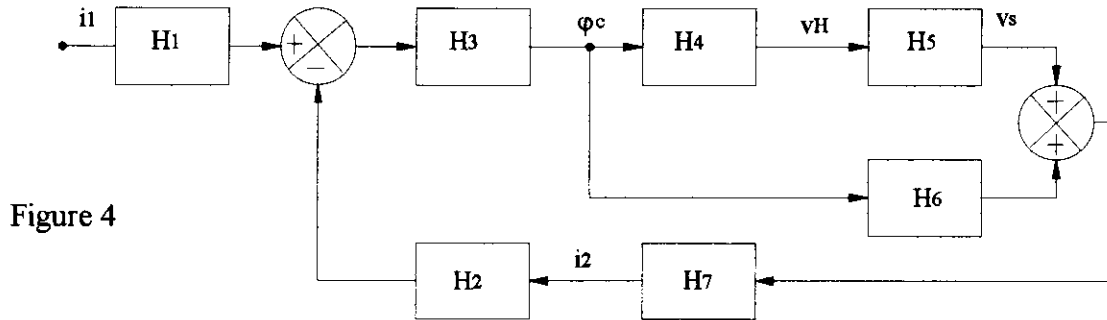 i1 H1 + − H3 φc H4 vH H5 vs + +
H6
Figure 4
H2 i2 H7